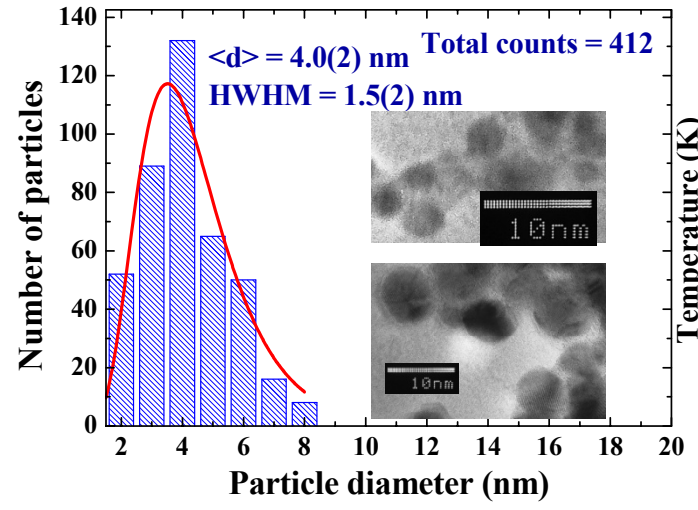 140
120
100
80
60
40
20
0
Number of particles
<d> = 4.0(2) nm
HWHM = 1.5(2) nm
Total counts = 412
10nm
10nm
2 4 6 8 10 12 14 16 18 20
Particle diameter (nm)
Temperature (K)